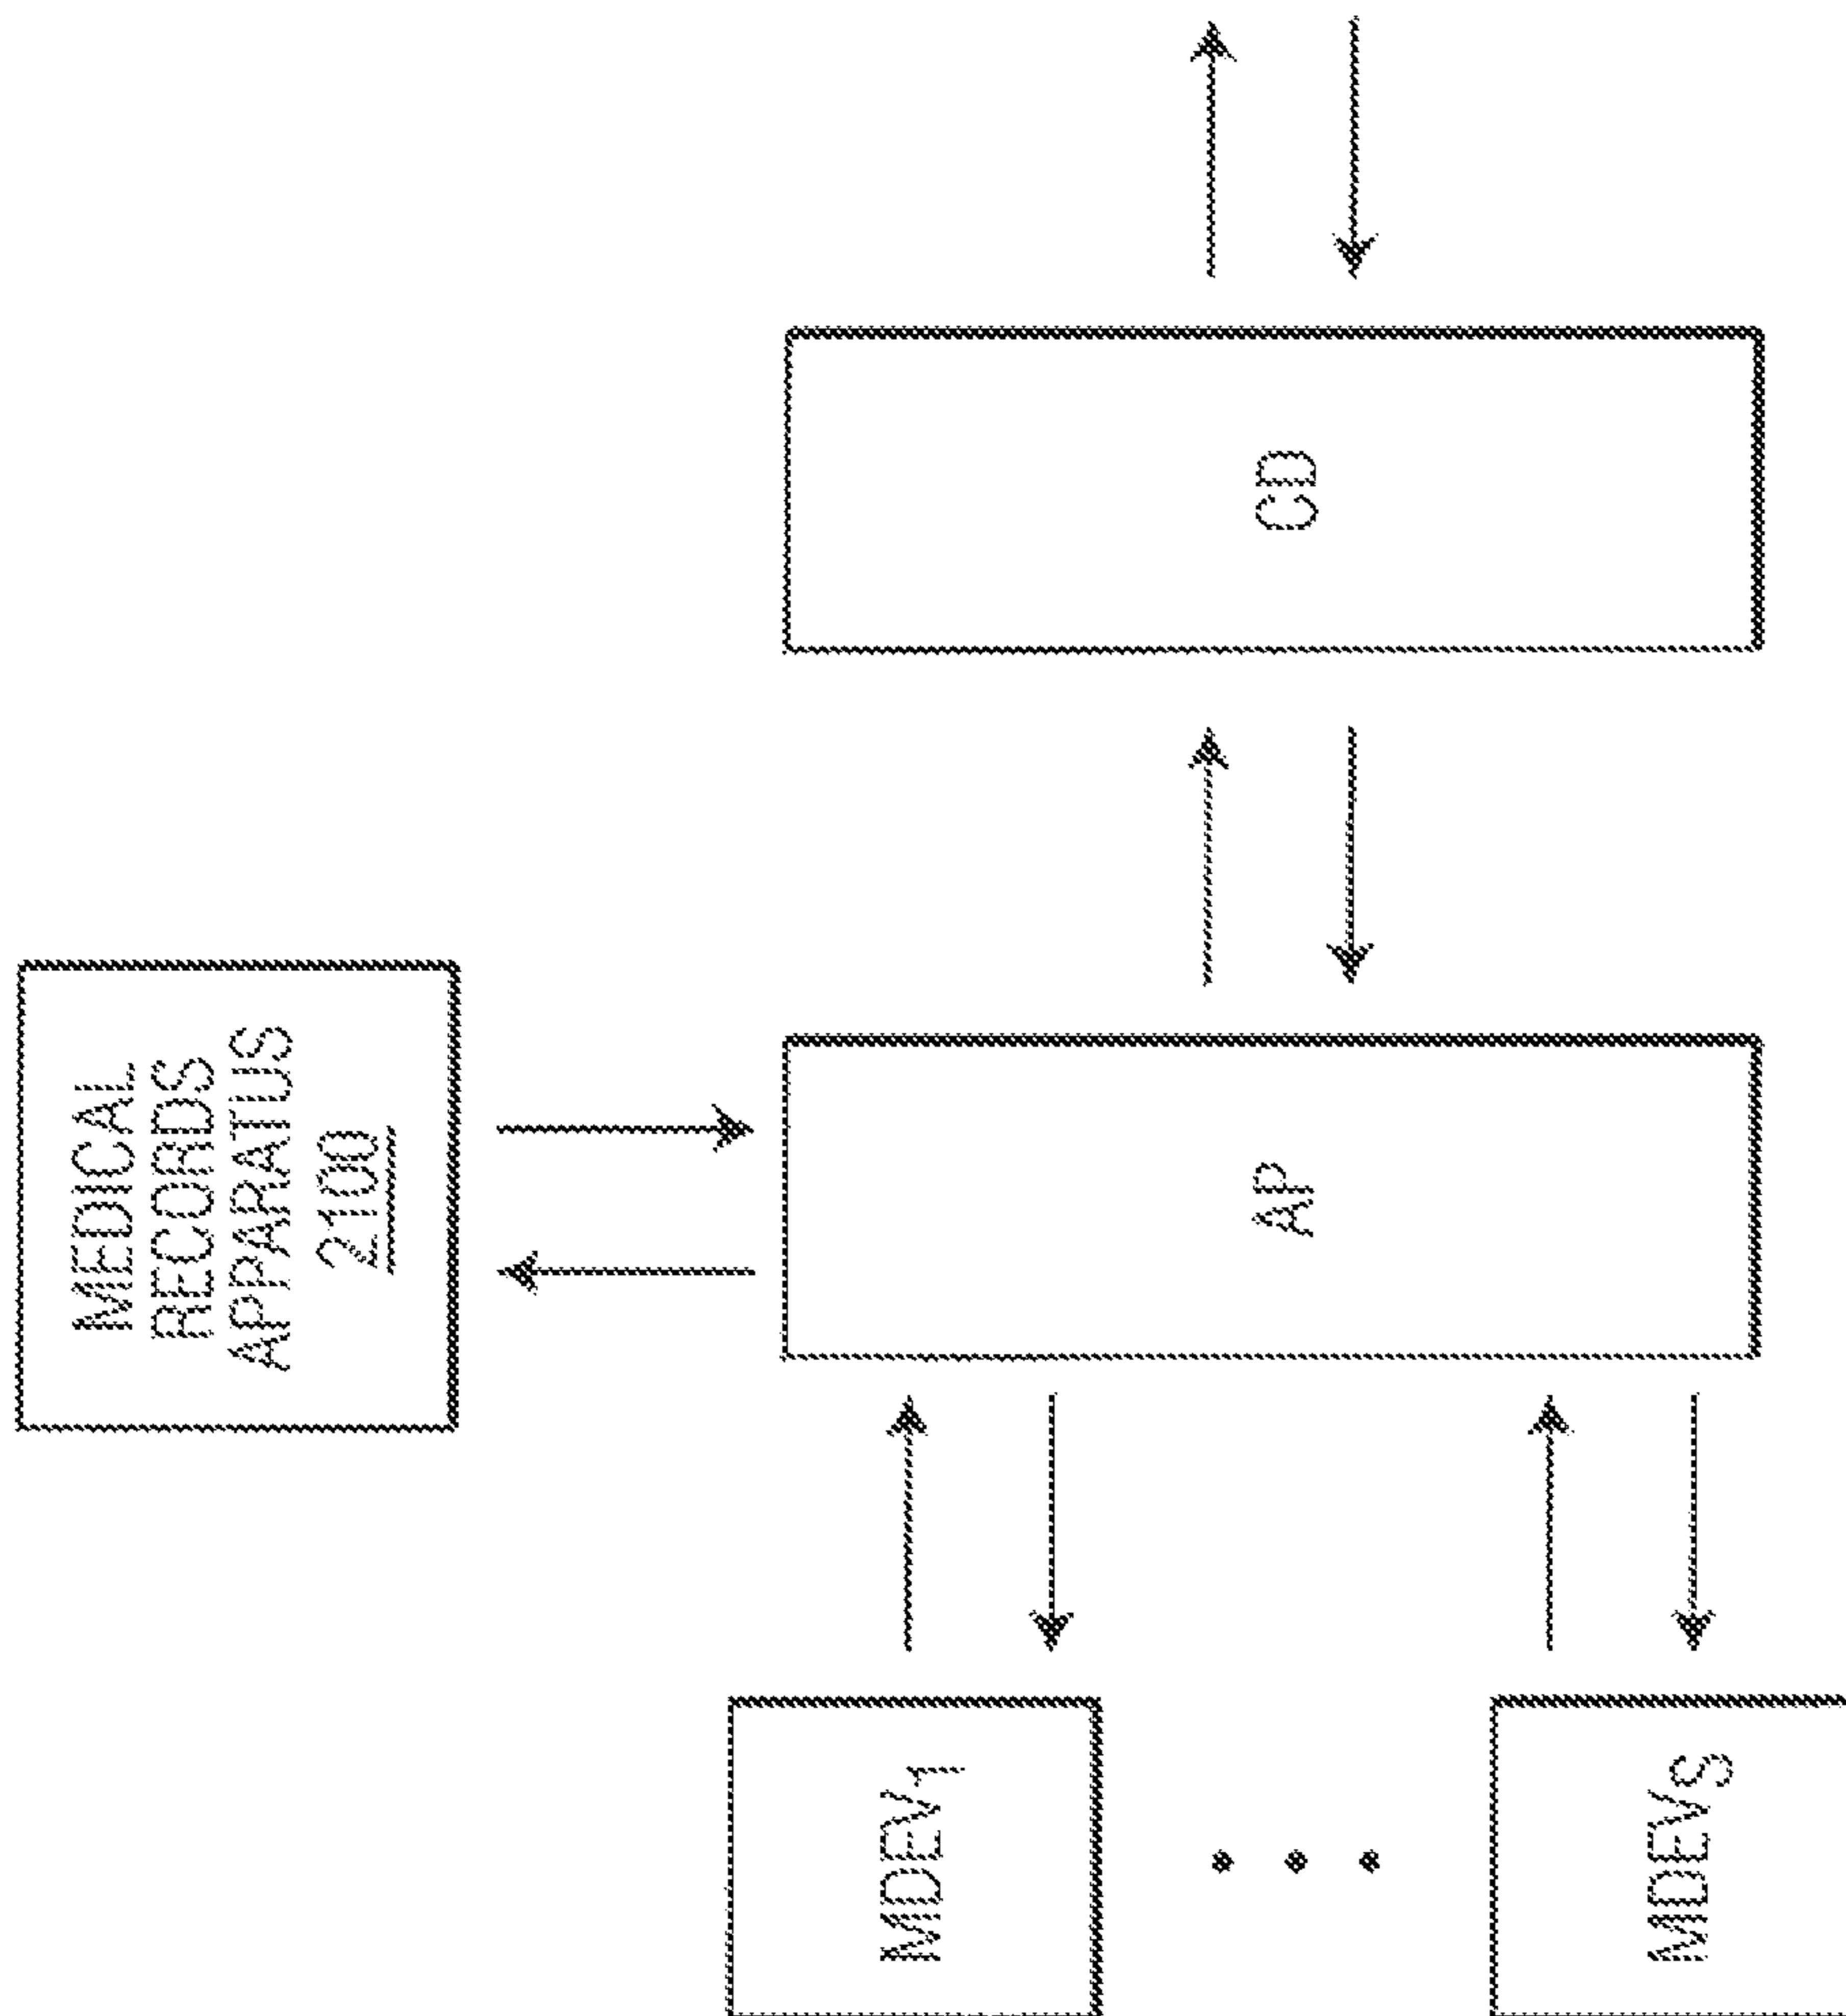 MEDICAL
RECORDS
APPARATUS
2100
MDEV1
AP
CD
MDEVS